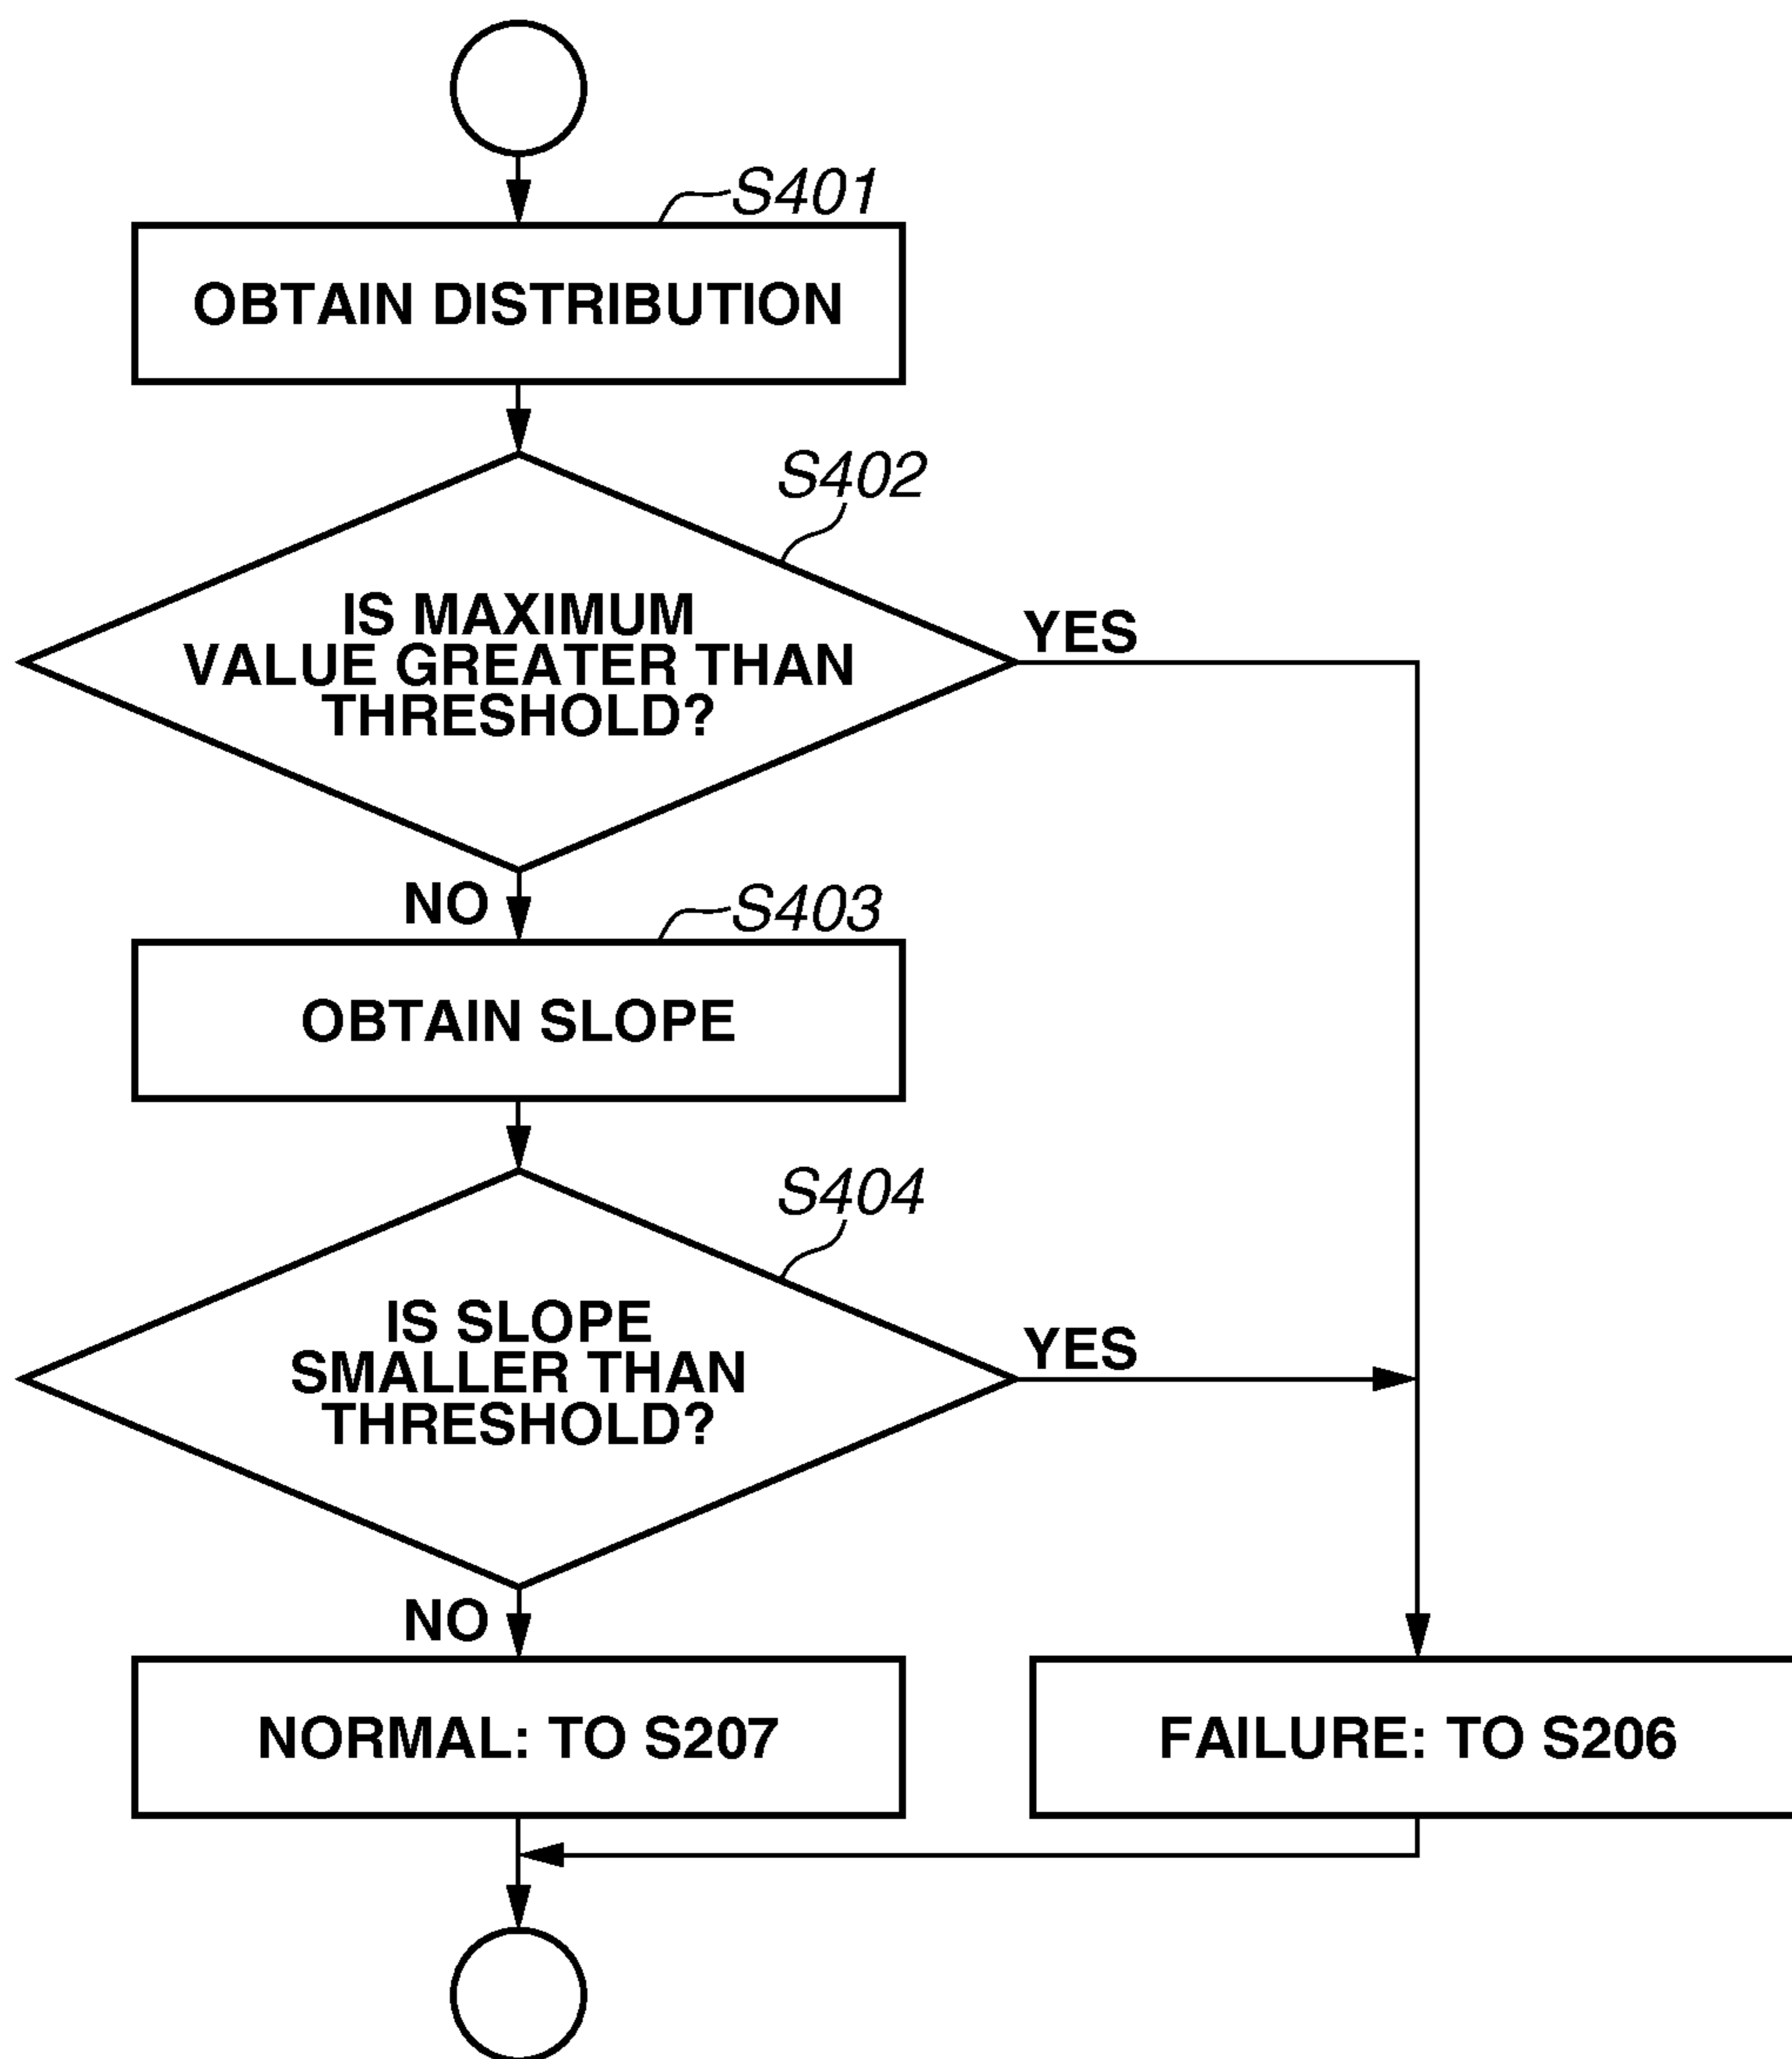 S401
OBTAIN DISTRIBUTION
S402
IS MAXIMUM
VALUE GREATER THAN
THRESHOLD?
YES
NO
S403
OBTAIN SLOPE
S404
IS SLOPE
SMALLER THAN
THRESHOLD?
YES
NO
NORMAL: TO S207
FAILURE: TO S206